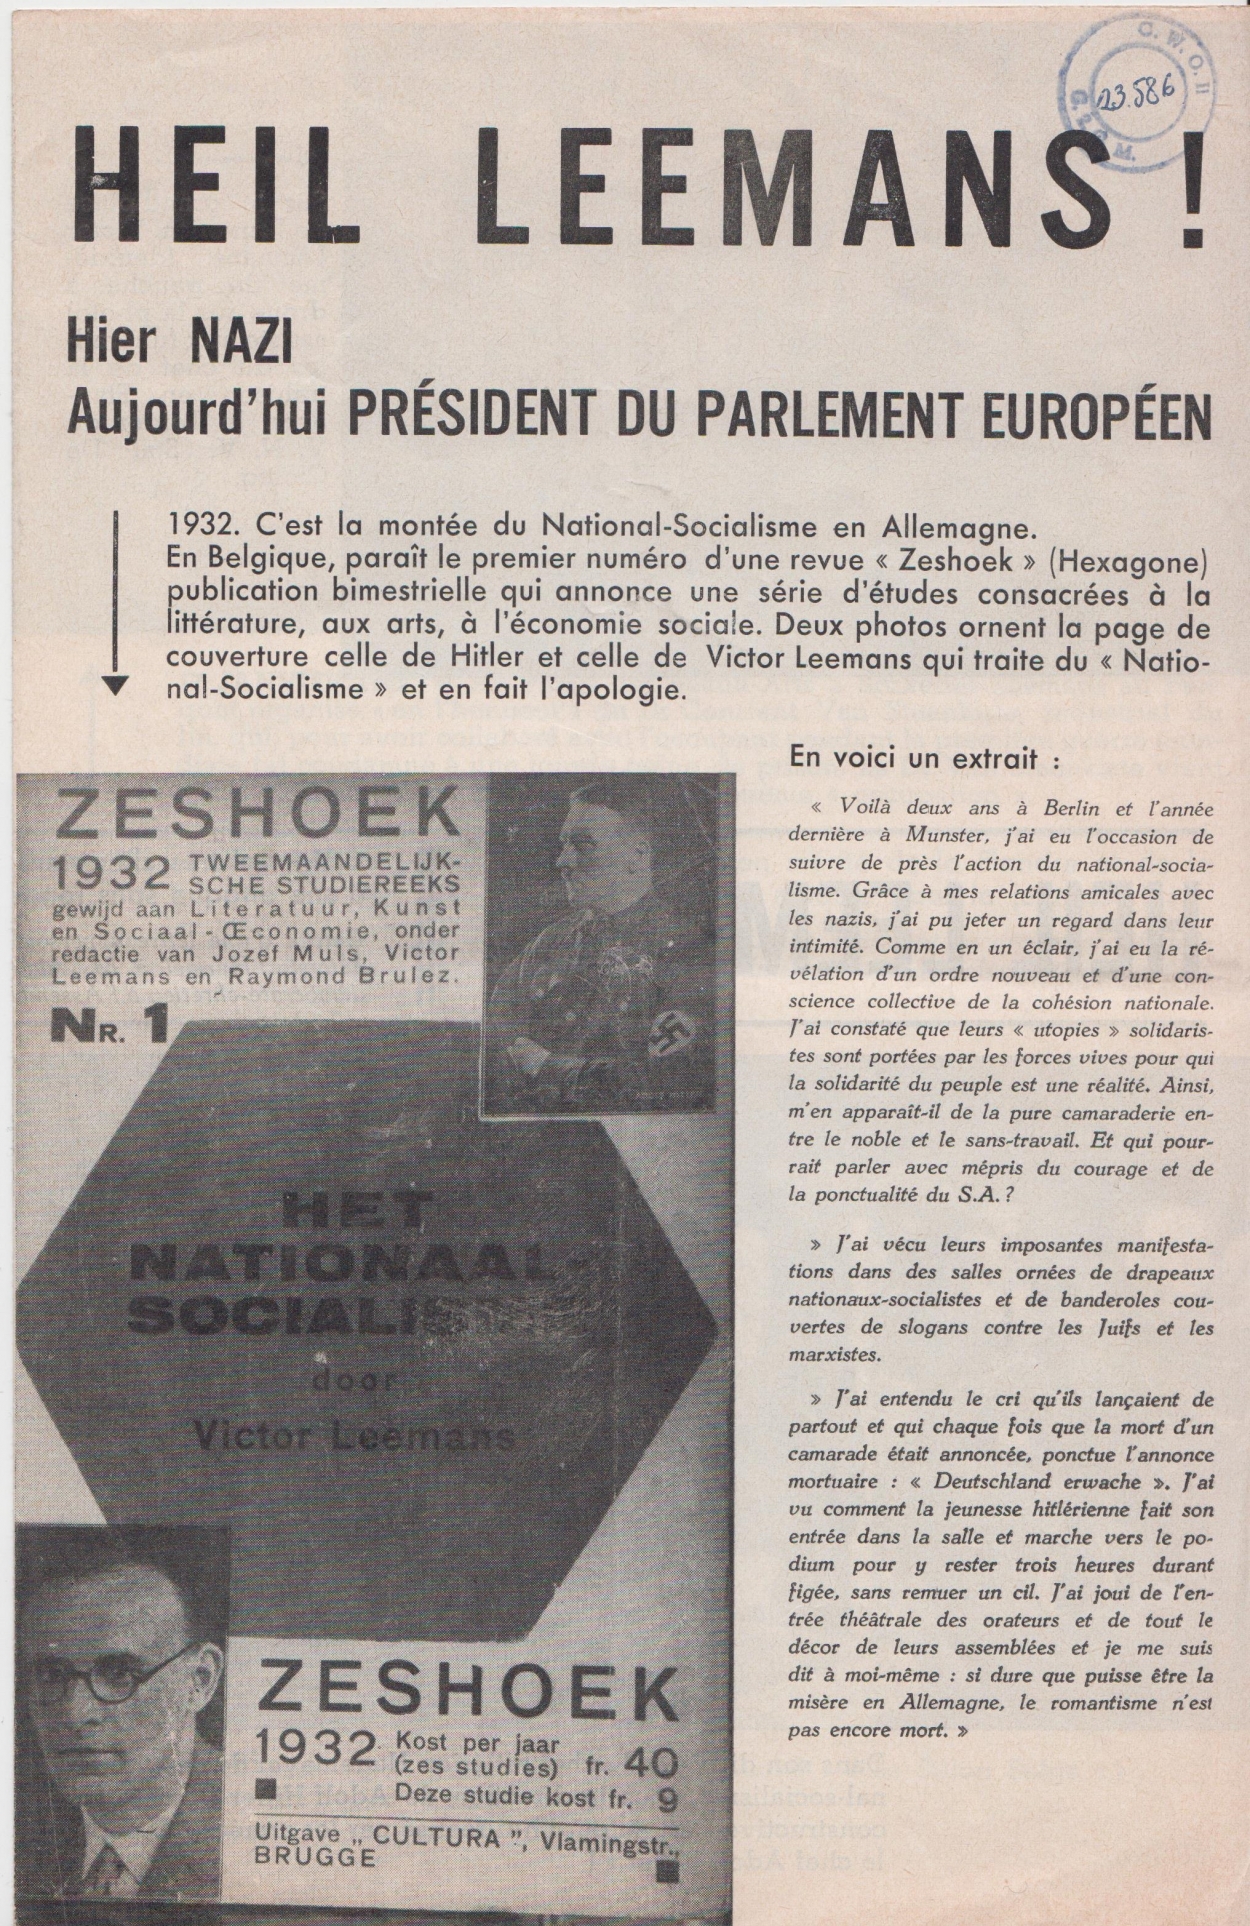 C. W. O. II
23.586
G. 2. O. M.
HEIL LEEMANS !
Hier NAZI
Aujourd'hui PRÉSIDENT DU PARLEMENT EUROPÉEN
1932. C'est la montée du National-Socialisme en Allemagne.
En Belgique, paraît le premier numéro d'une revue « Zeshoek » (Hexagone)
publication bimestrielle qui annonce une série d'études consacrées à la
littérature, aux arts, à l'économie sociale. Deux photos ornent la page de
couverture celle de Hitler et celle de Victor Leemans qui traite du « Natio-
nal-Socialisme » et en fait l'apologie.
ZESHOEK
1932 TWEEMAANDELIJK-
SCHE STUDIEREEKS
gewijd aan Literatuur, Kunst
en Sociaal-Œconomie, onder
redactie van Jozef Muls, Victor
Leemans en Raymond Brulez.
NR. 1
HET
NATIONAAL-
door
Victor Leemans
ZESHOEK
1932 Kost per jaar
(zes studies) fr. 40
Deze studie kost fr. 9
Uitgave „ CULTURA ”, Vlamingstr.,
BRUGGE
En voici un extrait :
« Voilà deux ans à Berlin et l'année
dernière à Munster, j'ai eu l'occasion de
suivre de près l'action du national-socia-
lisme. Grâce à mes relations amicales avec
les nazis, j'ai pu jeter un regard dans leur
intimité. Comme en un éclair, j'ai eu la ré-
vélation d'un ordre nouveau et d'une con-
science collective de la cohésion nationale.
J'ai constaté que leurs « utopies » solidaris-
tes sont portées par les forces vives pour qui
la solidarité du peuple est une réalité. Ainsi,
m'en apparaît-il de la pure camaraderie en-
tre le noble et le sans-travail. Et qui pour-
rait parler avec mépris du courage et de
la ponctualité du S.A. ?
» J'ai vécu leurs imposantes manifesta-
tions dans des salles ornées de drapeaux
nationaux-socialistes et de banderoles cou-
vertes de slogans contre les Juifs et les
marxistes.
» J'ai entendu le cri qu'ils lançaient de
partout et qui chaque fois que la mort d'un
camarade était annoncée, ponctue l'annonce
mortuaire : « Deutschland erwache ». J'ai
vu comment la jeunesse hitlérienne fait son
entrée dans la salle et marche vers le po-
dium pour y rester trois heures durant
figée, sans remuer un cil. J'ai joui de l'en-
trée théâtrale des orateurs et de tout le
décor de leurs assemblées et je me suis
dit à moi-même : si dure que puisse être la
misère en Allemagne, le romantisme n'est
pas encore mort. »